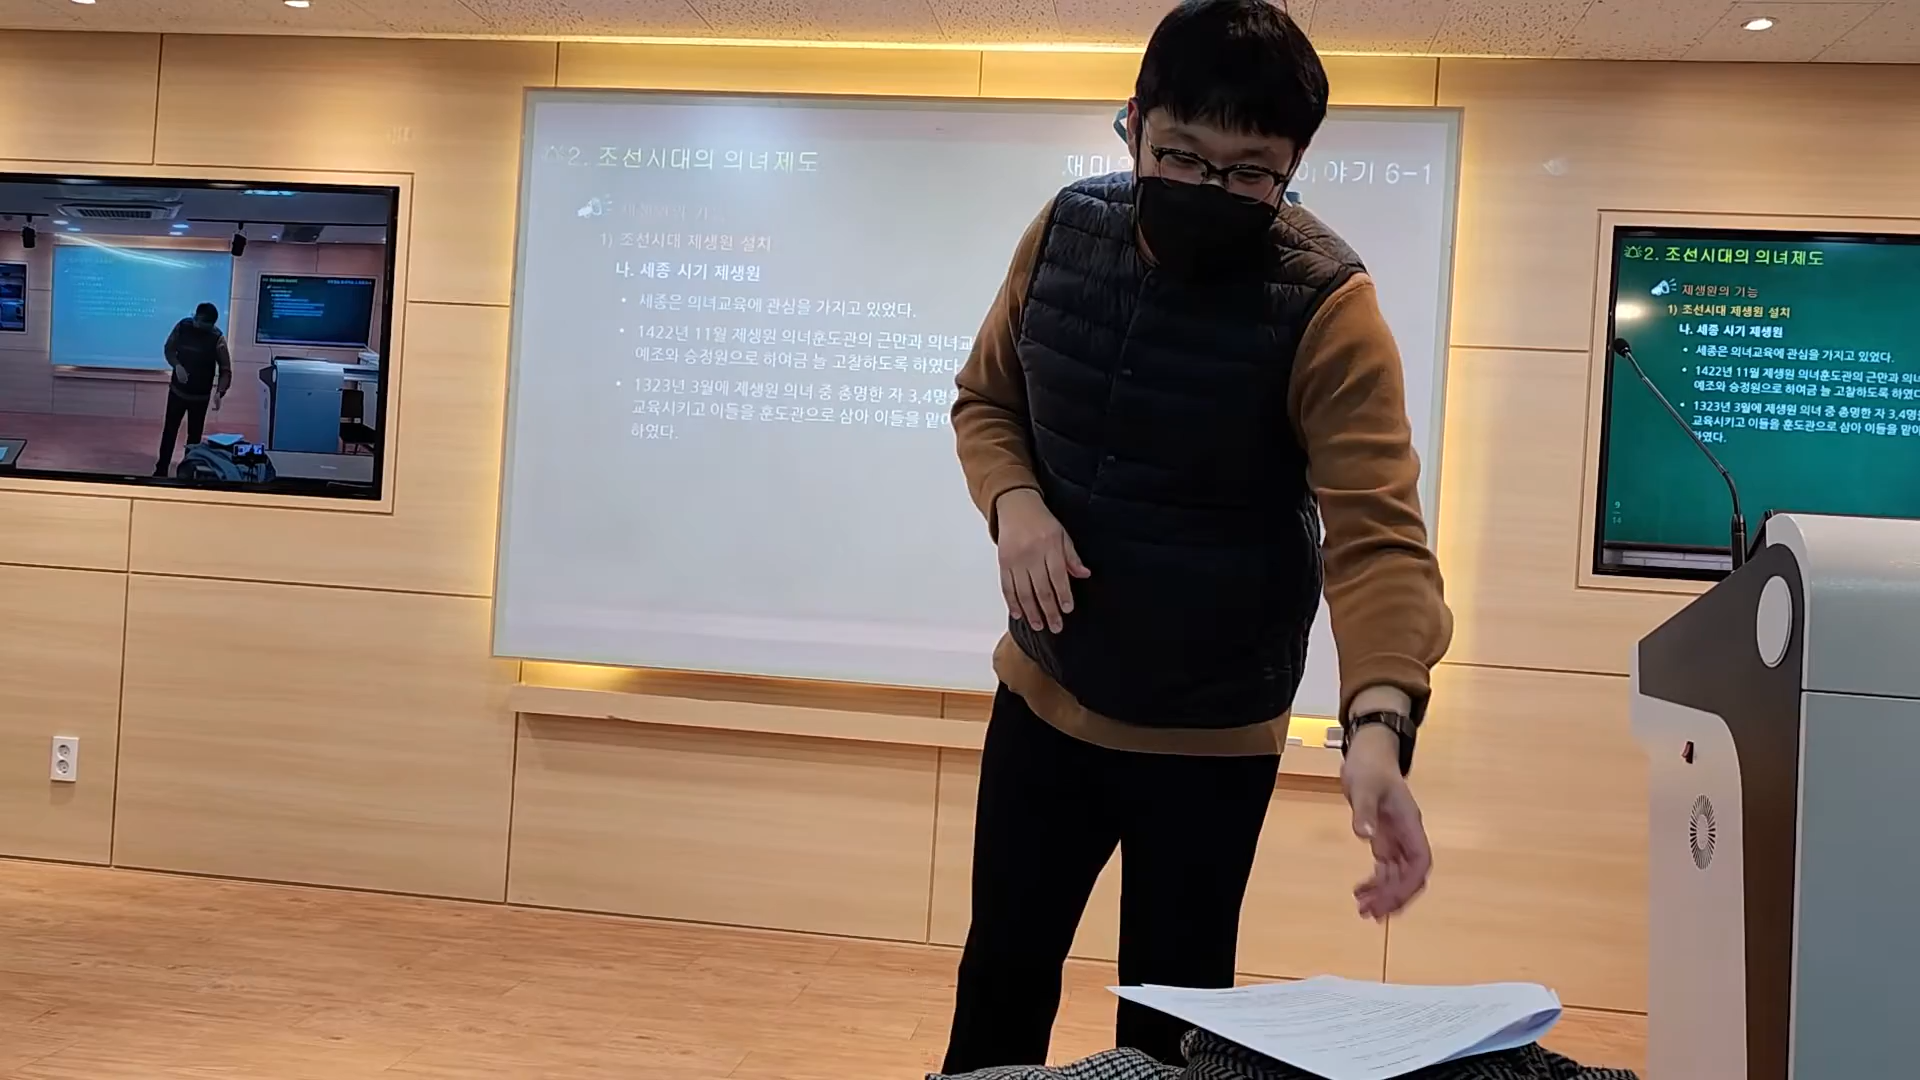 2. 조선시대의 의녀제도
이야기 6-1
제생원의 기능
1) 조선시대 제생원 설치
나. 세종 시기 제생원
• 세종은 의녀교육에 관심을 가지고 있었다.
• 1422년 11월 제생원 의녀훈도관의 근만과 의녀교
예조와 승정원으로 하여금 늘 고찰하도록 하였다.
• 1323년 3월에 제생원 의녀 중 총명한 자 3,4명
교육시키고 이들을 훈도관으로 삼아 이들을 맡
하였다.
2. 조선시대의 의녀제도
제생원의 기능
1) 조선시대 제생원 설치
나. 세종 시기 제생원
• 세종은 의녀교육에 관심을 가지고 있었다.
• 1422년 11월 제생원 의녀훈도관의 근만과 의녀
예조와 승정원으로 하여금 늘 고찰하도록 하였다
• 1323년 3월에 제생원 의녀 중 총명한 자 3,4명
교육시키고 이들을 훈도관으로 삼아 이들을 맡아
하였다.
9
14